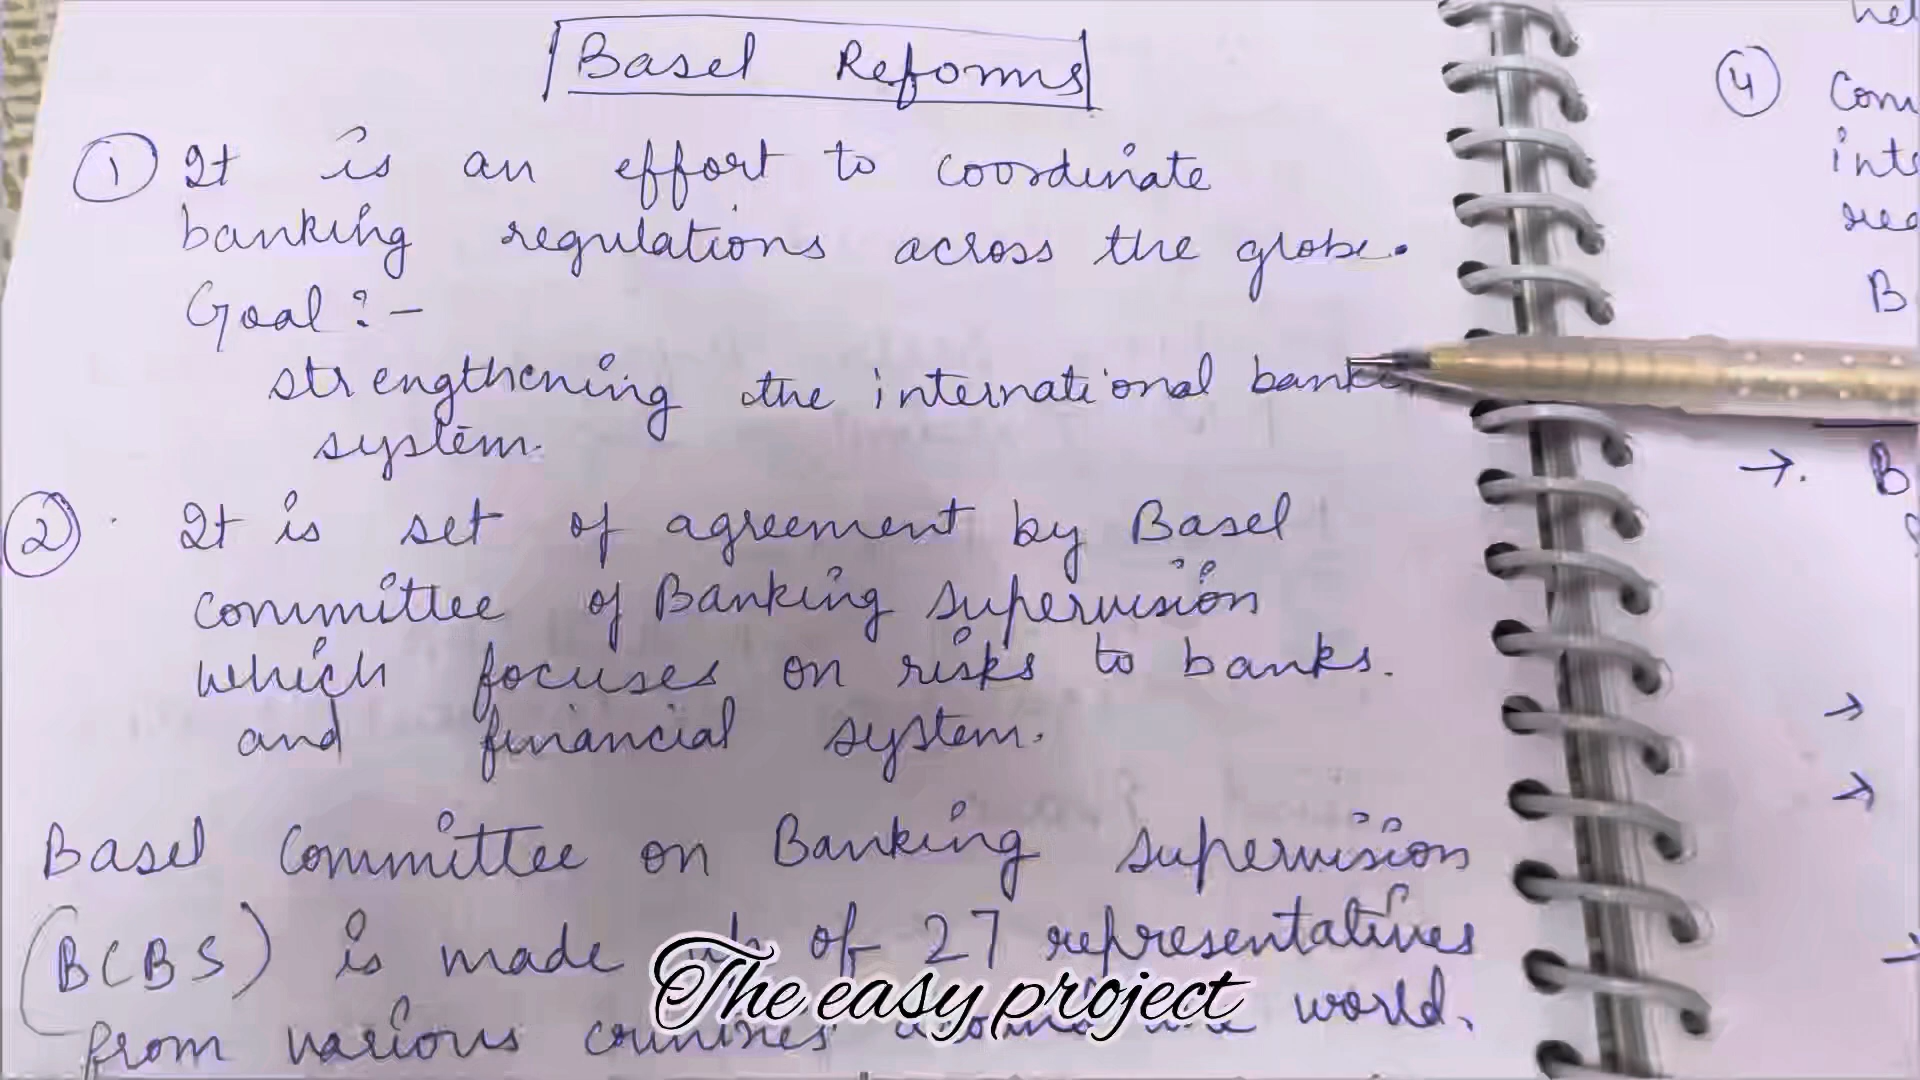 Basel Reforms
① It is an effort to coordinate
banking regulations across the globe.
Goal :-
strengthening the international
system.
② It is set of agreement by Basel
committee of Banking supervision
which focuses on risks to banks.
and financial system.
Basel Committee on Banking supervision
(BCBS) is made of 27 representatives
from various countries world.
The easy project
④
B
→. B
→
→
→